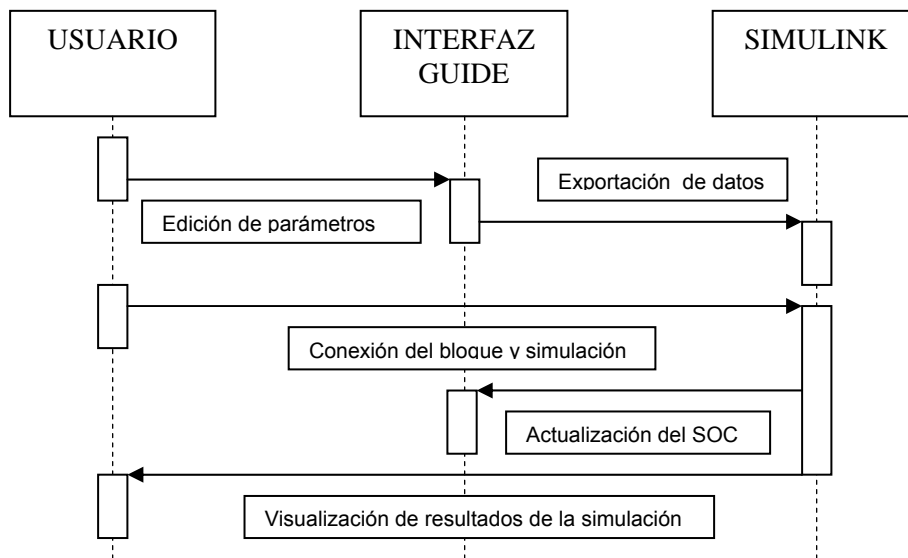 USUARIO
INTERFAZ
GUIDE
SIMULINK
Exportación de datos
Edición de parámetros
Conexión del bloque y simulación
Actualización del SOC
Visualización de resultados de la simulación